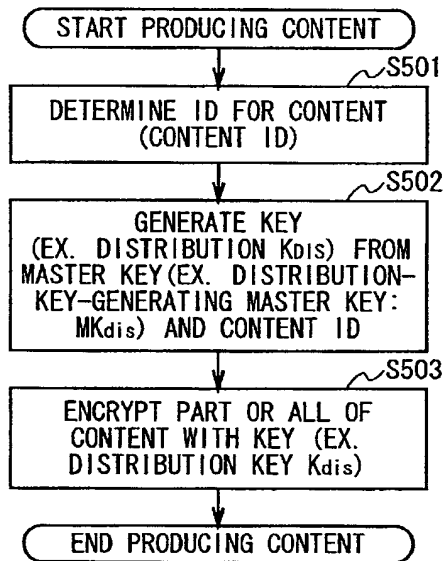 START PRODUCING CONTENT
S501
DETERMINE ID FOR CONTENT
(CONTENT ID)
S502
GENERATE KEY
(EX. DISTRIBUTION KDIS) FROM
MASTER KEY(EX. DISTRIBUTION-
KEY-GENERATING MASTER KEY:
MKdis) AND CONTENT ID
S503
ENCRYPT PART OR ALL OF
CONTENT WITH KEY (EX.
DISTRIBUTION KEY Kdis)
END PRODUCING CONTENT